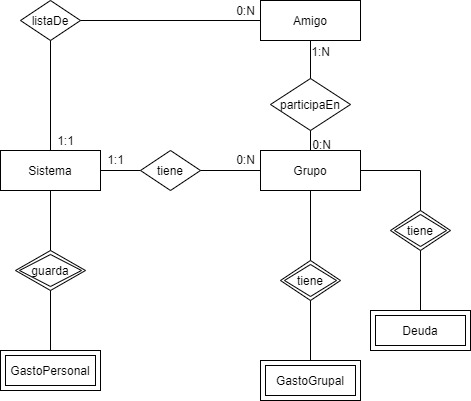 listaDe
0:N
Amigo
1:N
participaEn
1:1
0:N
Sistema
1:1
tiene
0:N
Grupo
tiene
guarda
tiene
Deuda
GastoPersonal
GastoGrupal